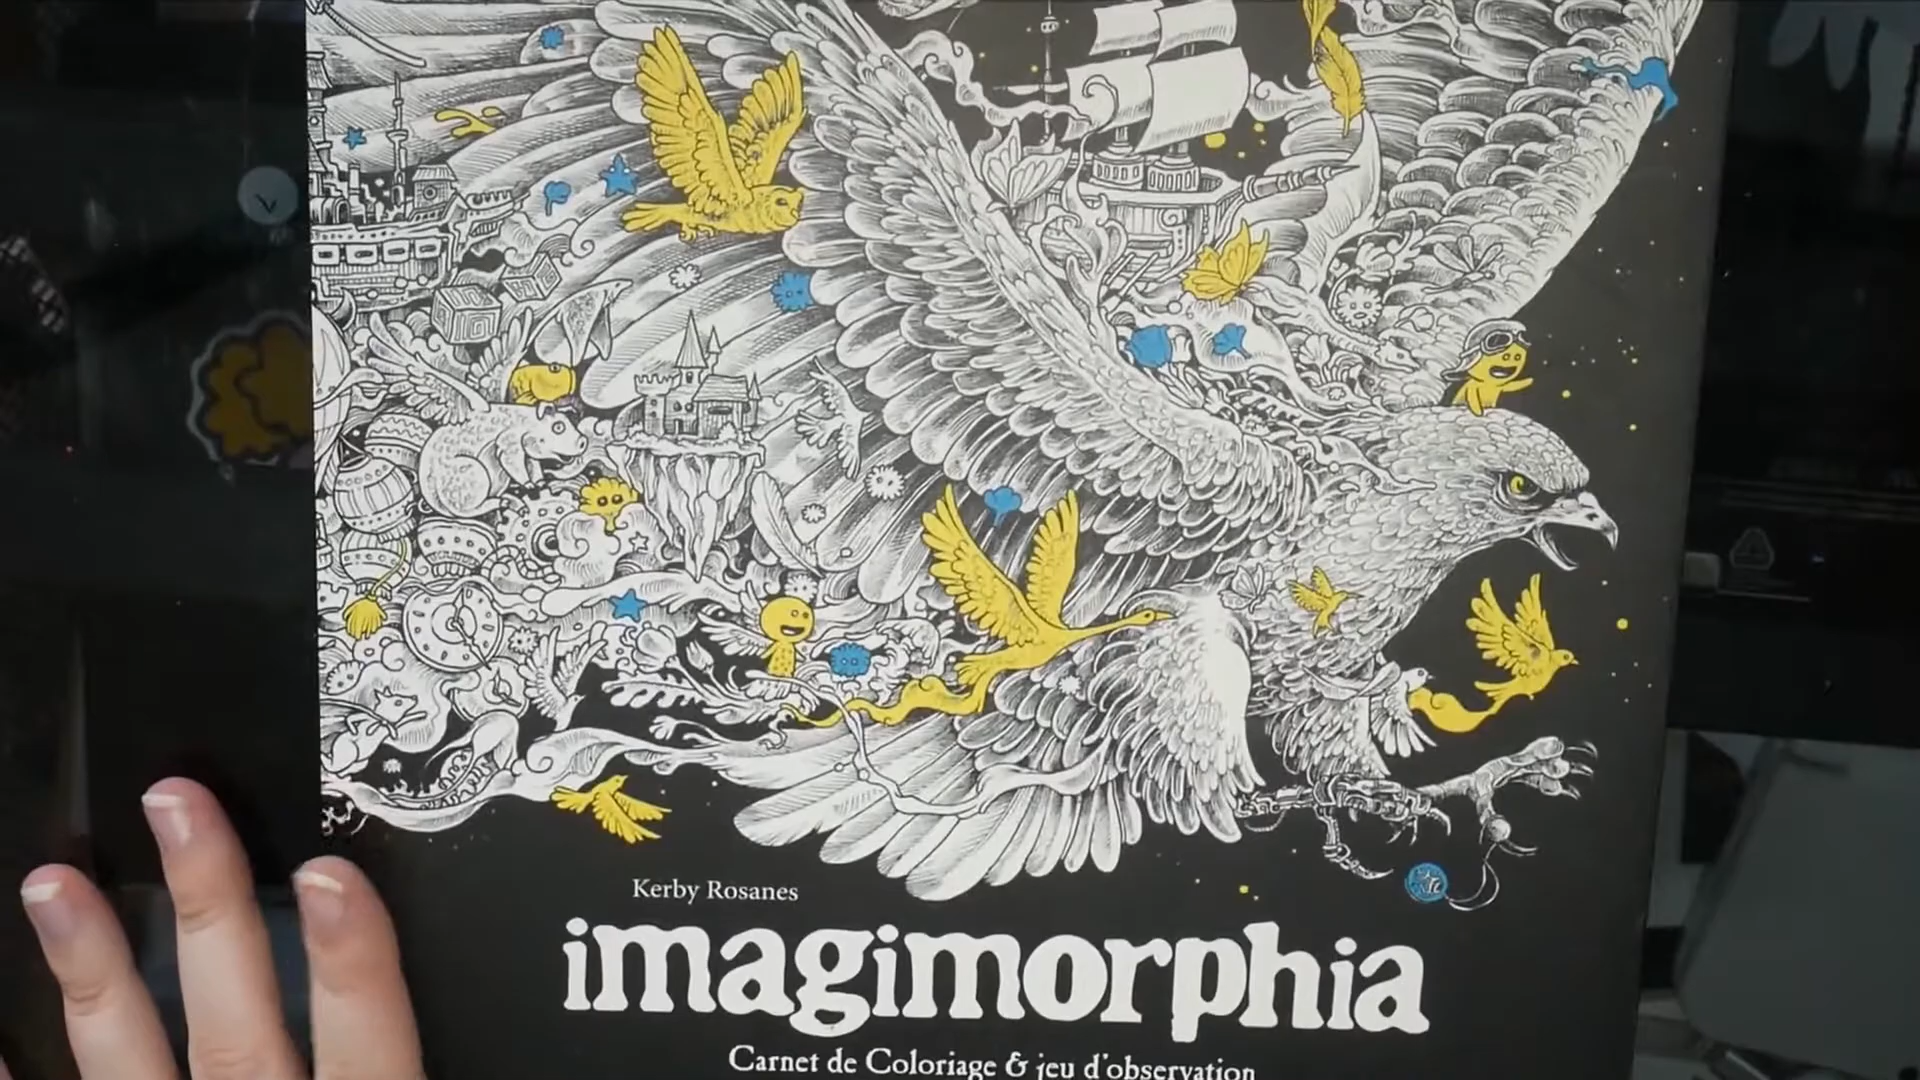 Kerby Rosanes
imagimorphia
Carnet de Coloriage & jeu d'observation